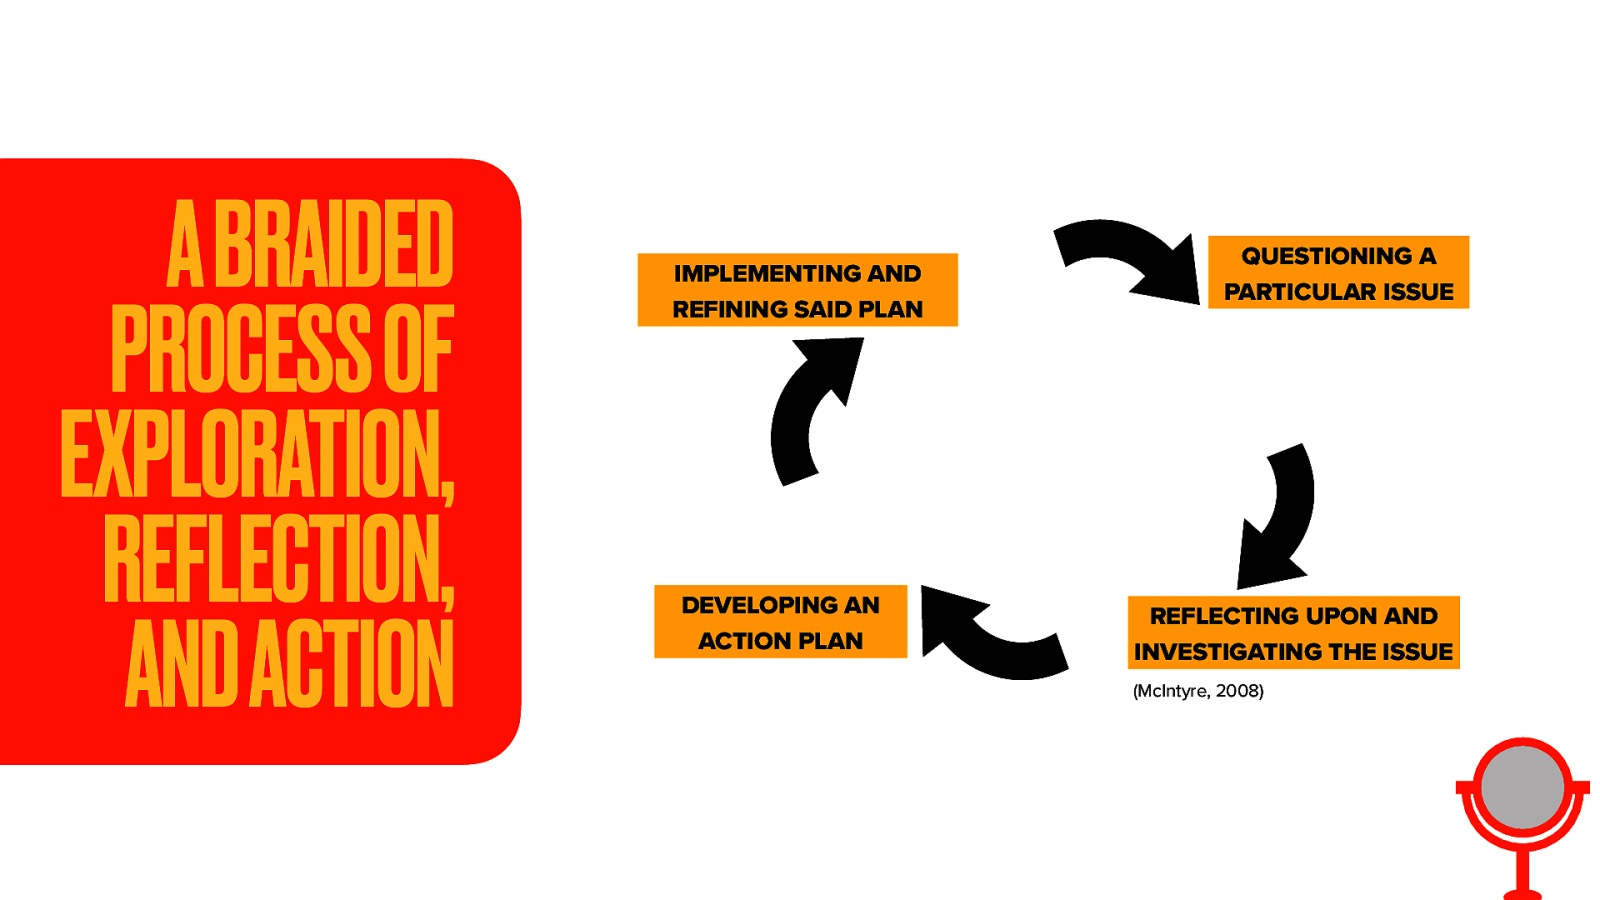 A BRAIDED
PROCESS OF
EXPLORATION,
REFLECTION,
AND ACTION
IMPLEMENTING AND
REFINING SAID PLAN
QUESTIONING A
PARTICULAR ISSUE
DEVELOPING AN
ACTION PLAN
REFLECTING UPON AND
INVESTIGATING THE ISSUE
(McIntyre, 2008)